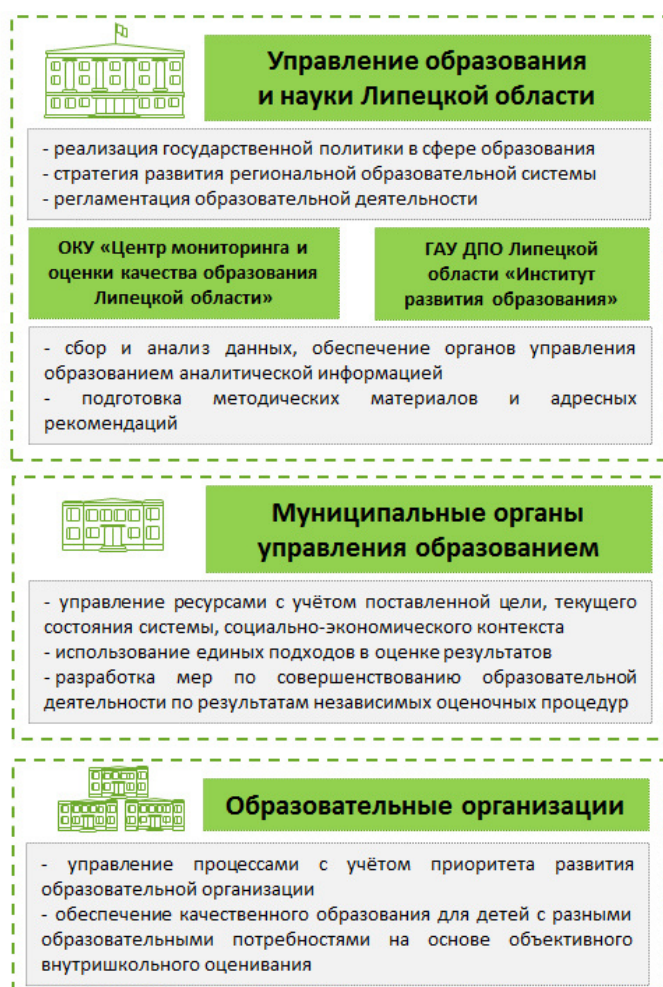 Управление образования
и науки Липецкой области
- реализация государственной политики в сфере образования
- стратегия развития региональной образовательной системы
- регламентация образовательной деятельности
ОКУ «Центр мониторинга и
оценки качества образования
Липецкой области»
ГАУ ДПО Липецкой
области «Институт
развития образования»
- сбор и анализ данных, обеспечение органов управления
образованием аналитической информацией
- подготовка методических материалов и адресных
рекомендаций
Муниципальные органы
управления образованием
- управление ресурсами с учётом поставленной цели, текущего
состояния системы, социально-экономического контекста
- использование единых подходов в оценке результатов
- разработка мер по совершенствованию образовательной
деятельности по результатам независимых оценочных процедур
Образовательные организации
- управление процессами с учётом приоритета развития
образовательной организации
- обеспечение качественного образования для детей с разными
образовательными потребностями на основе объективного
внутришкольного оценивания